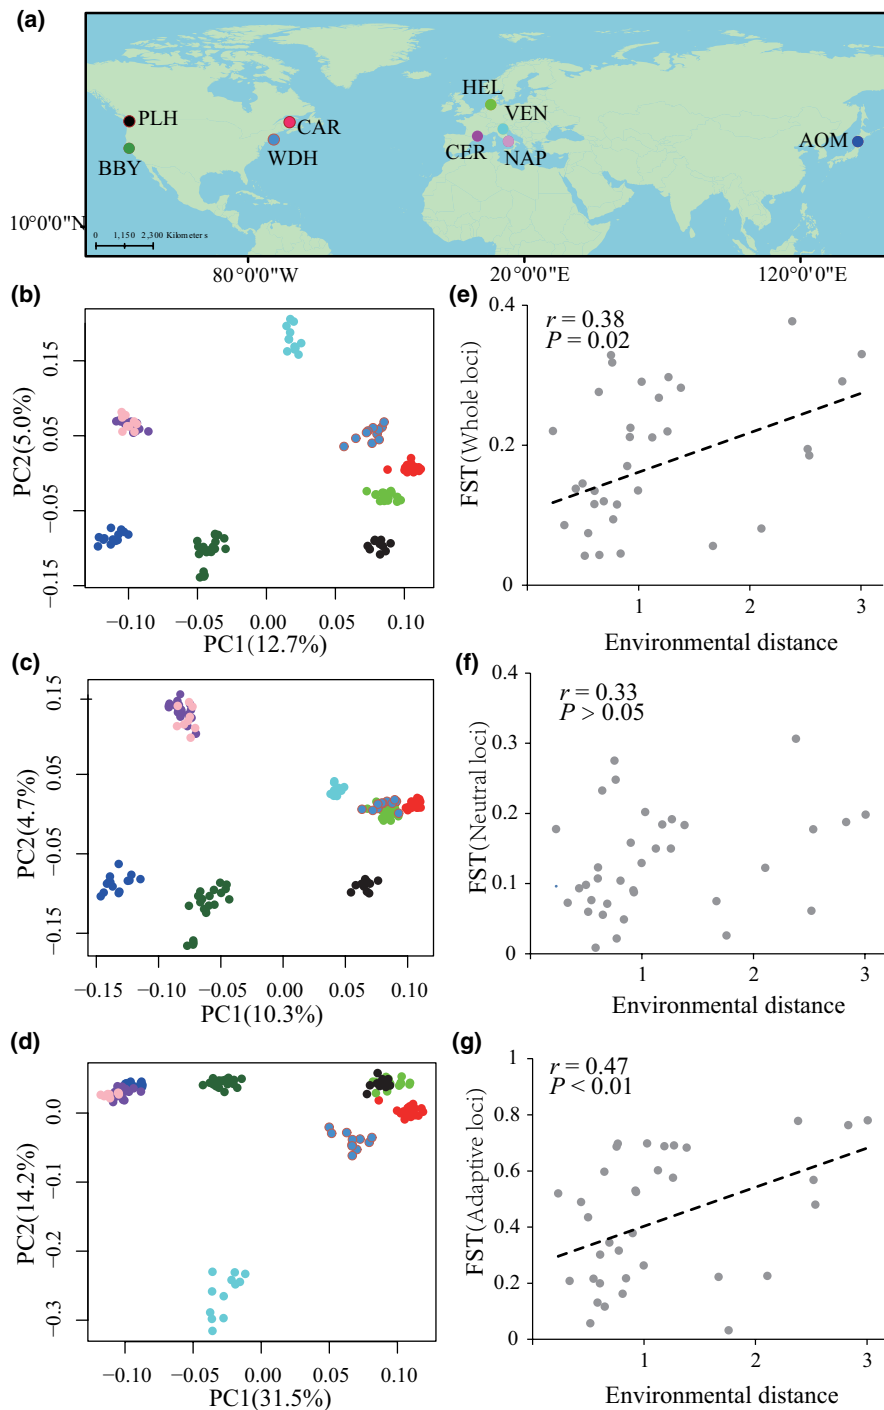 (a)
HEL
PLH
VEN
CAR
CER
NAP
AOM
BBY
WDH
10°0'0"N
0 1,150 2,300 Kilometers
80°0'0"W
20°0'0"E
120°0'0"E
(b)
PC2(5.0%)
0.15
0.05
−0.05
−0.15
−0.10
−0.05
0.00
0.05
0.10
PC1(12.7%)
(e)
r = 0.38
P = 0.02
FST(Whole loci)
0.4
0.2
0
1
2
3
Environmental distance
(c)
PC2(4.7%)
0.15
0.05
−0.05
−0.15
−0.15
−0.10
−0.05
0.00
0.05
0.10
PC1(10.3%)
(f)
r = 0.33
P > 0.05
FST(Neutral loci)
0.4
0.3
0.2
0.1
0
1
2
3
Environmental distance
(d)
PC2(14.2%)
0.0
−0.1
−0.2
−0.3
−0.10
−0.05
0.00
0.05
0.10
PC1(31.5%)
(g)
r = 0.47
P < 0.01
FST(Adaptive loci)
1
0.8
0.6
0.4
0.2
0
1
2
3
Environmental distance